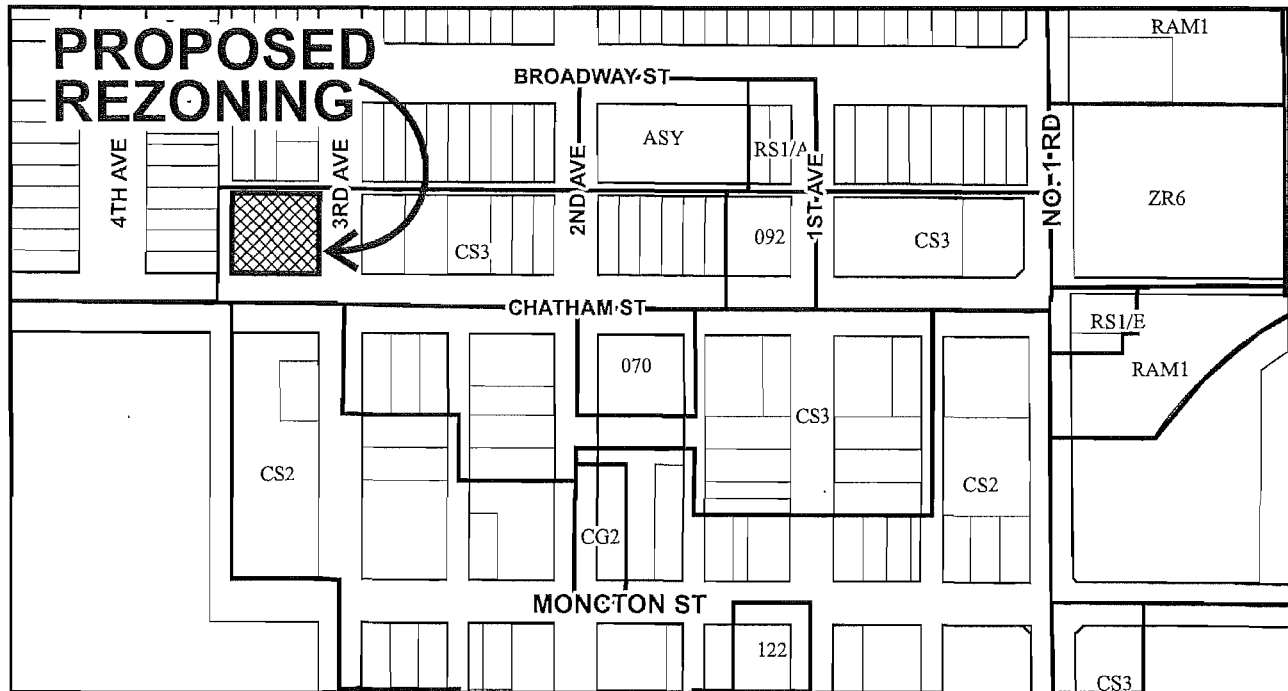 PROPOSED
REZONING
RAM1
BROADWAY ST
ASY
RS1/A
4TH AVE
3RD AVE
2ND AVE
1ST AVE
NO. 1 RD
ZR6
CS3
092
CS3
CHATHAM ST
RS1/E
070
RAM1
CS3
CS2
CS2
CG2
MONCTON ST
122
CS3